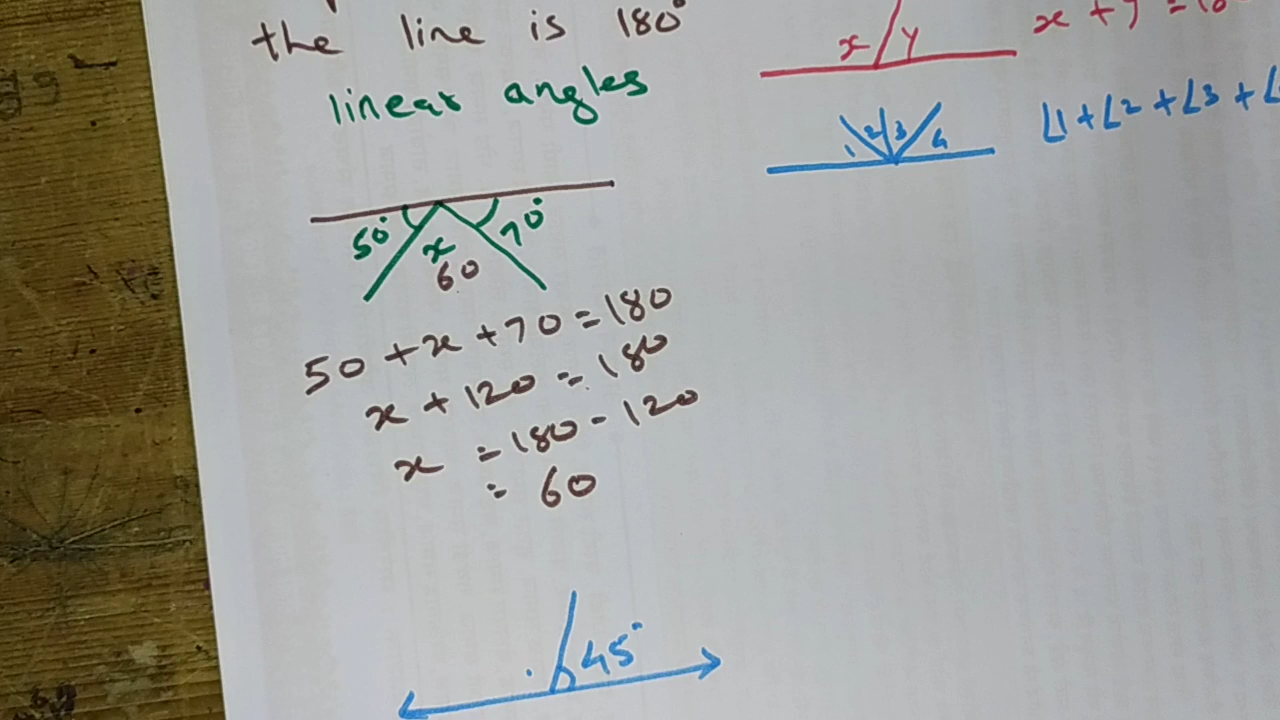 the line is 180°
linear angles
50° x 70°
60
50 + x + 70 = 180
x + 120 = 180
x = 180 - 120
= 60
45°
x y
1 2 3 4
∠1 + ∠2 + ∠3 + ∠